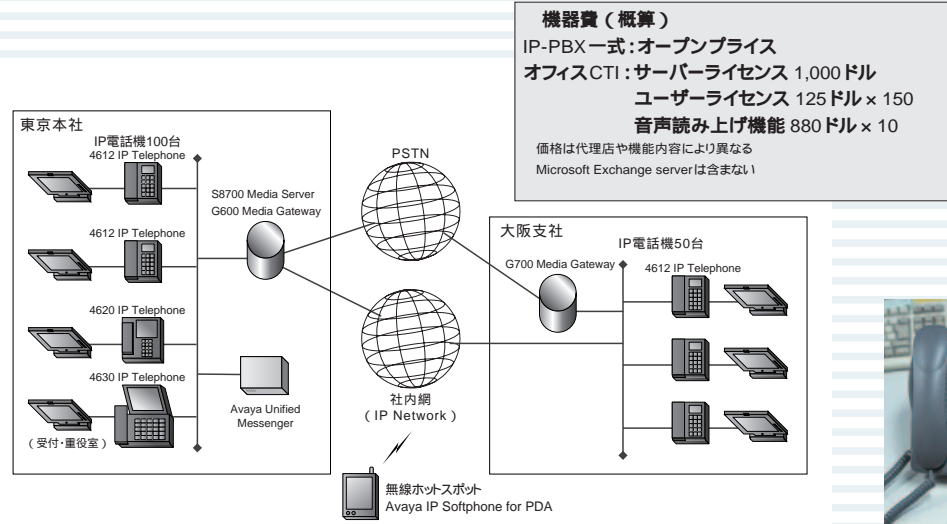 機器費(概算)
IP-PBX一式:オープンプライス
オフィスCTI:サーバーライセンス 1,000ドル
ユーザーライセンス 125ドル×150
音声読み上げ機能 880ドル×10
価格は代理店や機能内容により異なる
Microsoft Exchange serverは含まない
東京本社
IP電話機100台
4612 IP Telephone
4612 IP Telephone
4620 IP Telephone
4630 IP Telephone
(受付・重役室)
S8700 Media Server
G600 Media Gateway
Avaya Unified
Messenger
PSTN
社内網
(IP Network)
無線ホットスポット
Avaya IP Softphone for PDA
大阪支社
IP電話機50台
G700 Media Gateway
4612 IP Telephone